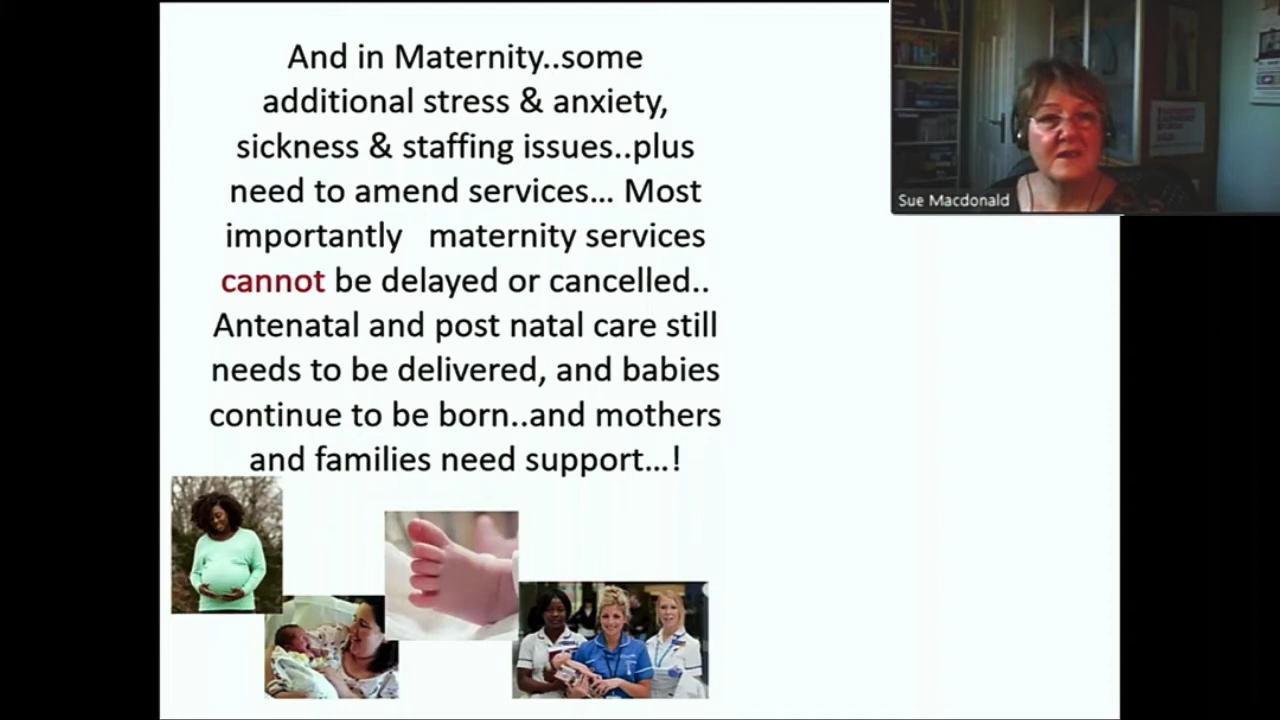 And in Maternity..some
additional stress & anxiety,
sickness & staffing issues..plus
need to amend services... Most
importantly   maternity services
cannot be delayed or cancelled..
Antenatal and post natal care still
needs to be delivered, and babies
continue to be born..and mothers
and families need support...!
Sue Macdonald